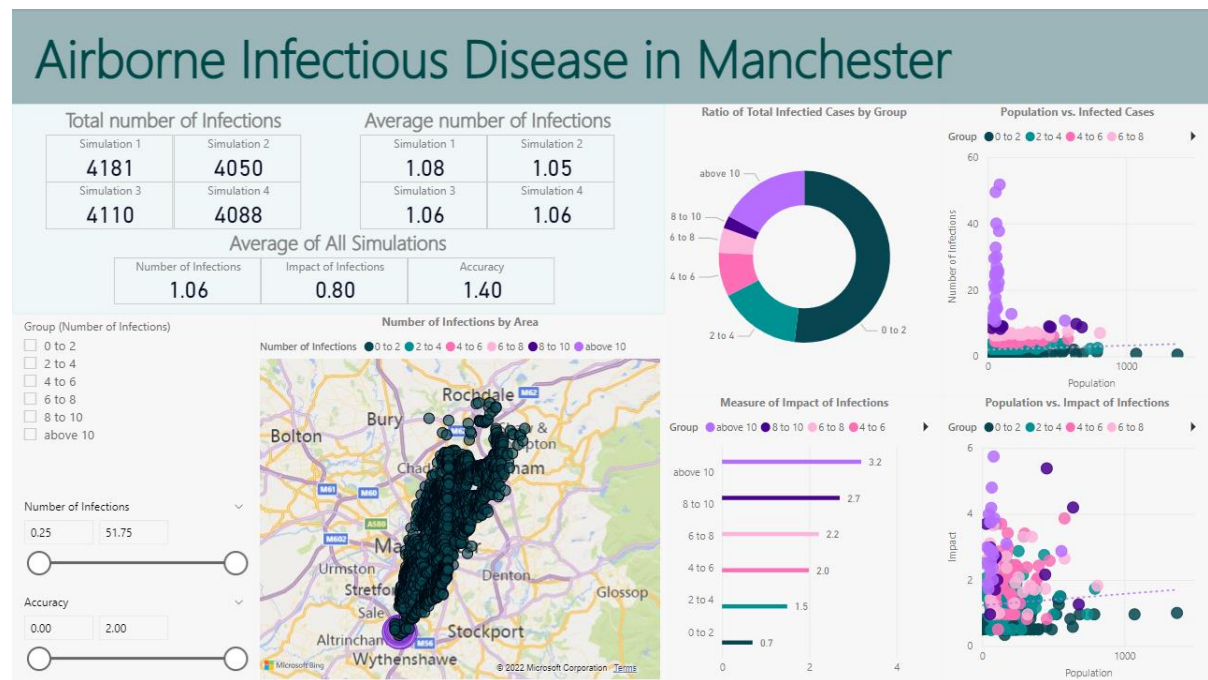 Airborne Infectious Disease in Manchester
Total number of Infections
Simulation 1
4181
Simulation 2
4050
Simulation 3
4110
Simulation 4
4088
Average number of Infections
Simulation 1
1.08
Simulation 2
1.05
Simulation 3
1.06
Simulation 4
1.06
Average of All Simulations
Number of Infections
1.06
Impact of Infections
0.80
Accuracy
1.40
Group (Number of Infections)
0 to 2
2 to 4
4 to 6
6 to 8
8 to 10
above 10
Number of Infections
0.25 51.75
Accuracy
0.00 2.00
Number of Infections by Area
Number of Infections 0 to 2 2 to 4 4 to 6 6 to 8 8 to 10 above 10
Rochdale
M62
Bury
Bolton
M61
M60
A580
M602
Urmston
Denton
Glossop
Sale
Stockport
M56
Wythenshawe
Microsoft Bing
© 2022 Microsoft Corporation Terms
Ratio of Total Infectied Cases by Group
above 10
8 to 10
6 to 8
4 to 6
2 to 4
0 to 2
Measure of Impact of Infections
Group above 10 8 to 10 6 to 8 4 to 6
above 10 3.2
8 to 10 2.7
6 to 8 2.2
4 to 6 2.0
2 to 4 1.5
0 to 2 0.7
0 2 4
Population vs. Infected Cases
Group 0 to 2 2 to 4 4 to 6 6 to 8
Number of Infections
60
40
20
0
0 1000
Population
Population vs. Impact of Infections
Group 0 to 2 2 to 4 4 to 6 6 to 8
Impact
6
4
2
0
0 1000
Population